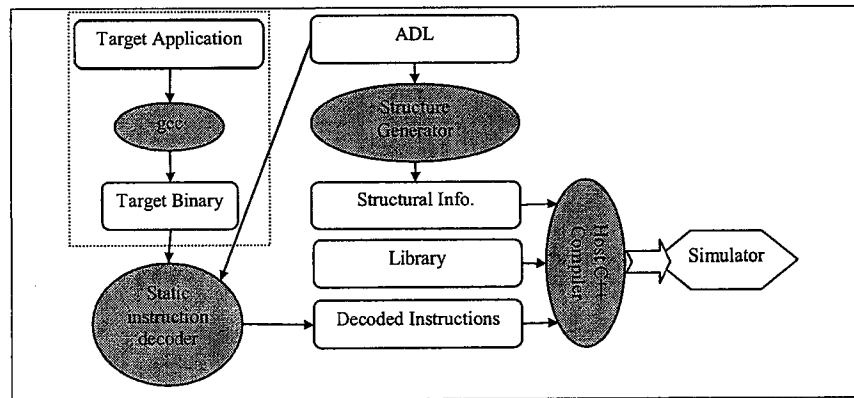 Target Application
ADL
gcc
Structure
Generator
Target Binary
Structural Info.
Library
Static
instruction
decoder
Decoded Instructions
Host C++
Compiler
Simulator